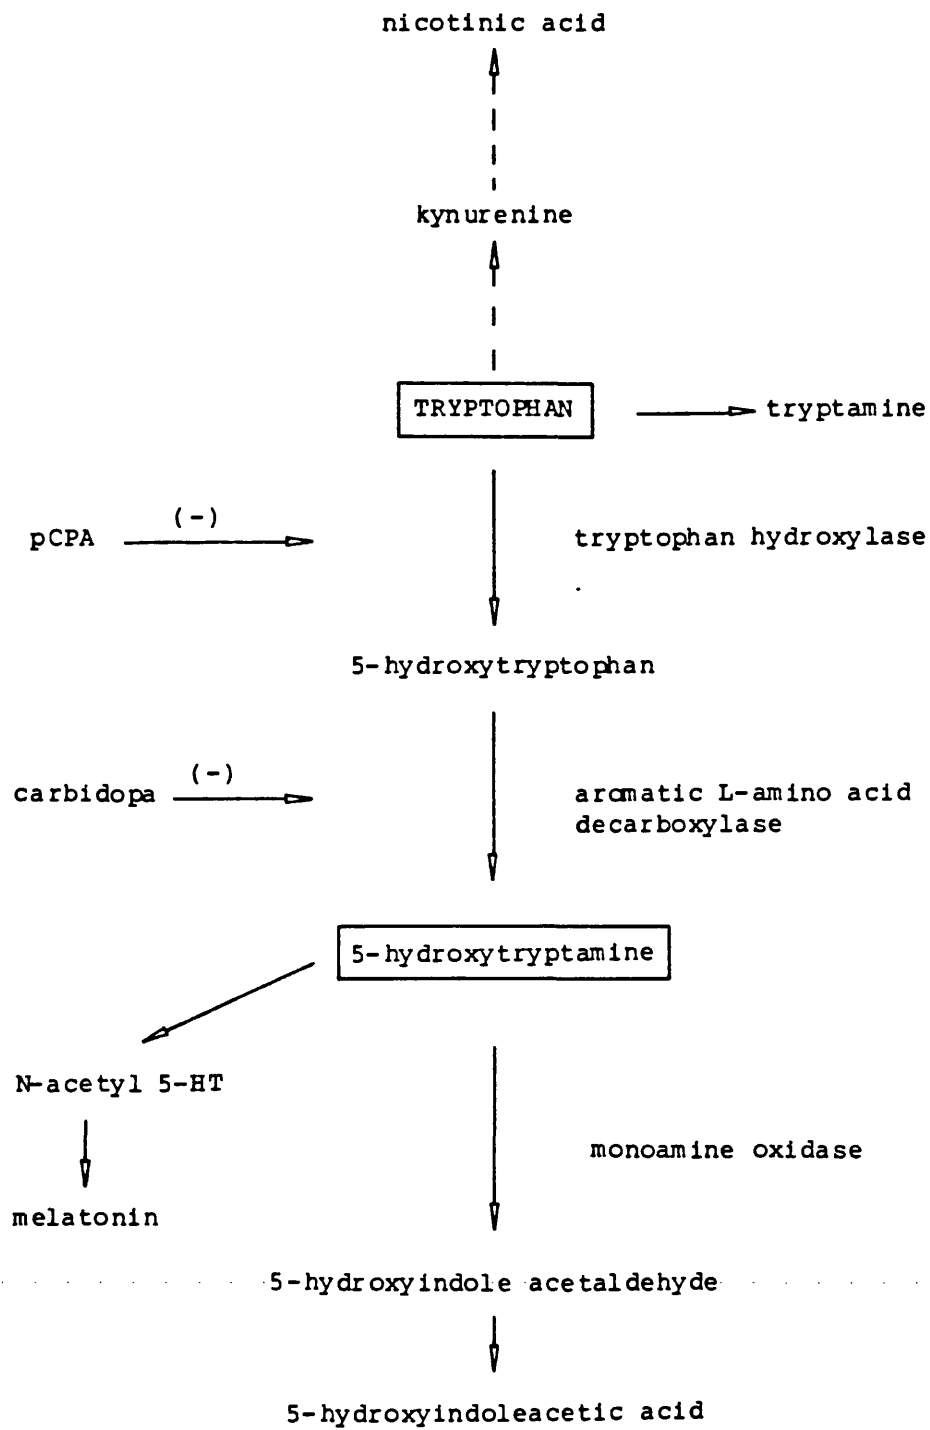 nicotinic acid
kynurenine
TRYPTOPHAN
tryptamine
(-)
pCPA
tryptophan hydroxylase
5-hydroxytryptophan
(-)
carbidopa
aromatic L-amino acid
decarboxylase
5-hydroxytryptamine
N-acetyl 5-HT
monoamine oxidase
melatonin
5-hydroxyindole acetaldehyde
5-hydroxyindoleacetic acid